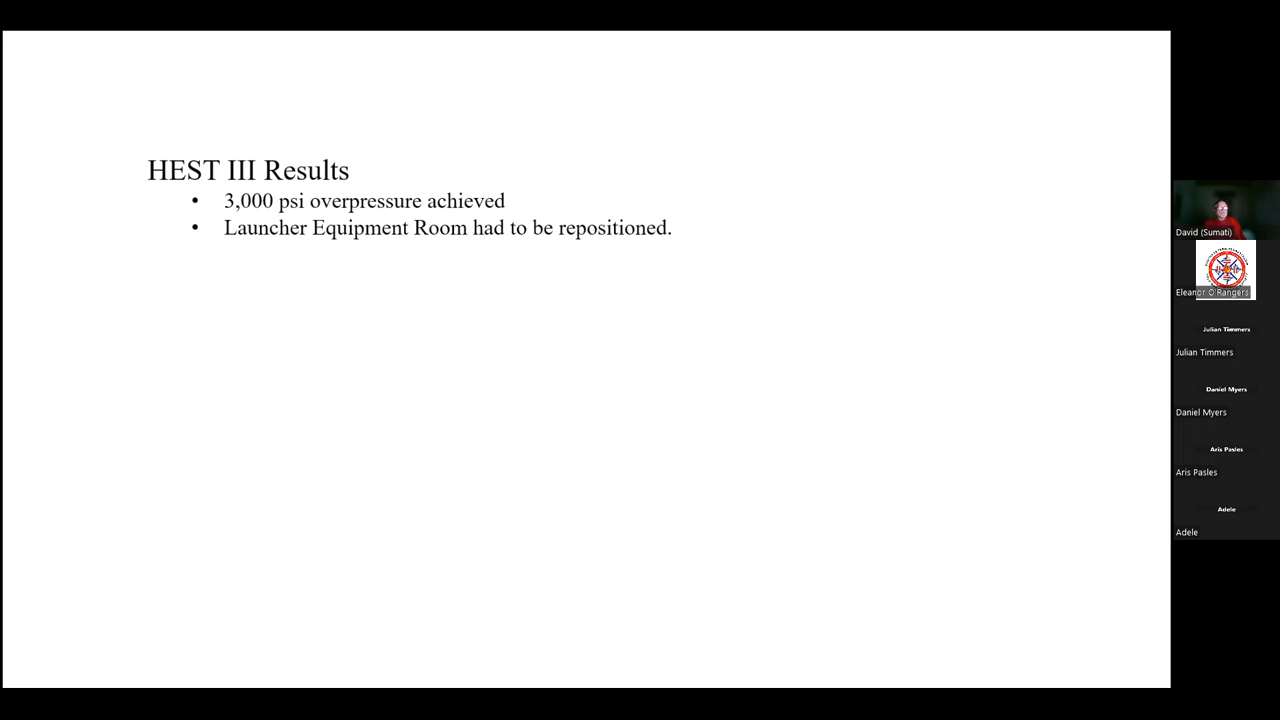 HEST III Results
• 3,000 psi overpressure achieved
• Launcher Equipment Room had to be repositioned.
David (Sumati)
Eleanor O'Rangers
Julian Timmers
Julian Timmers
Daniel Myers
Daniel Myers
Aris Pasles
Aris Pasles
Adele
Adele